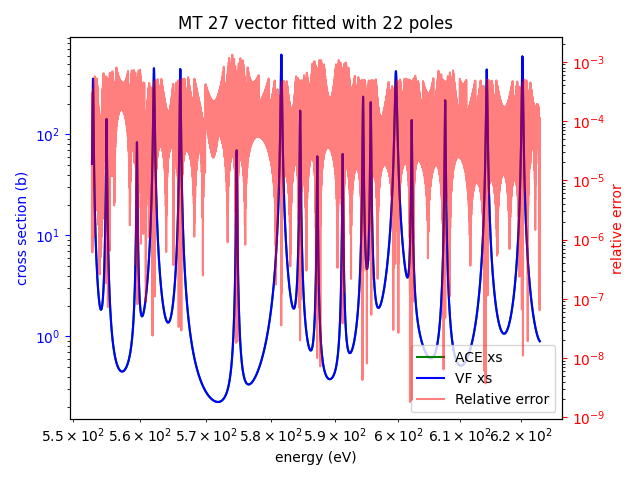 MT 27 vector fitted with 22 poles
cross section (b)
10²
10¹
10⁰
10⁻³
10⁻⁴
10⁻⁵
10⁻⁶
10⁻⁷
10⁻⁸
10⁻⁹
relative error
ACE xs
VF xs
Relative error
5.5 × 10² 5.6 × 10² 5.7 × 10² 5.8 × 10² 5.9 × 10² 6 × 10² 6.1 × 10² 6.2 × 10²
energy (eV)